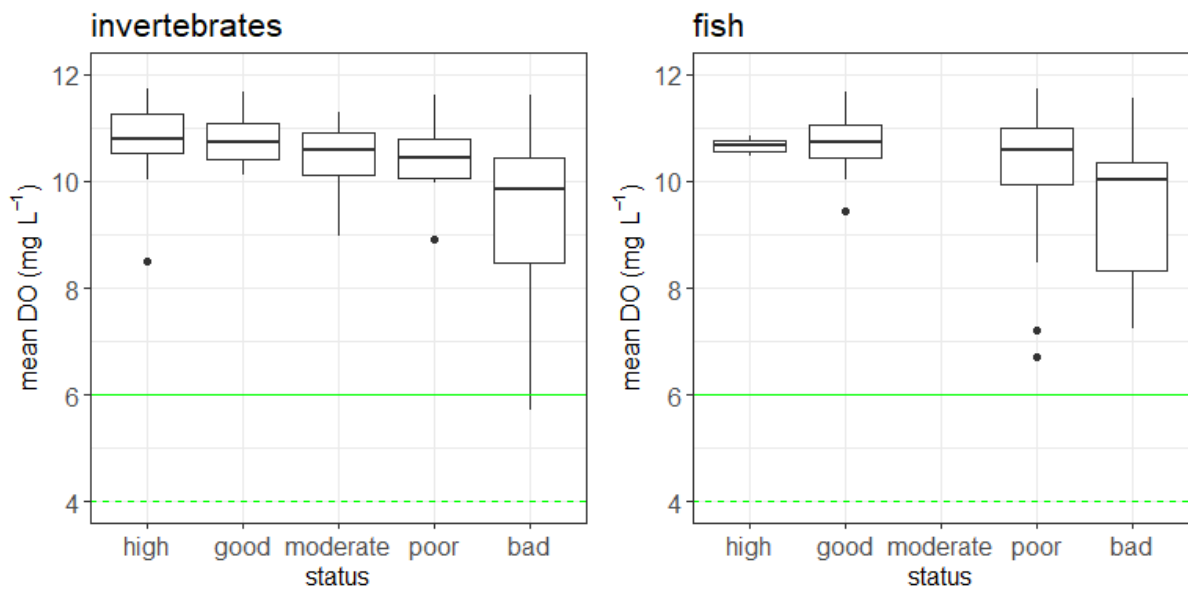 invertebrates
12
10
8
6
4
mean DO (mg L⁻¹)
high good moderate poor bad
status
fish
12
10
8
6
4
mean DO (mg L⁻¹)
high good moderate poor bad
status